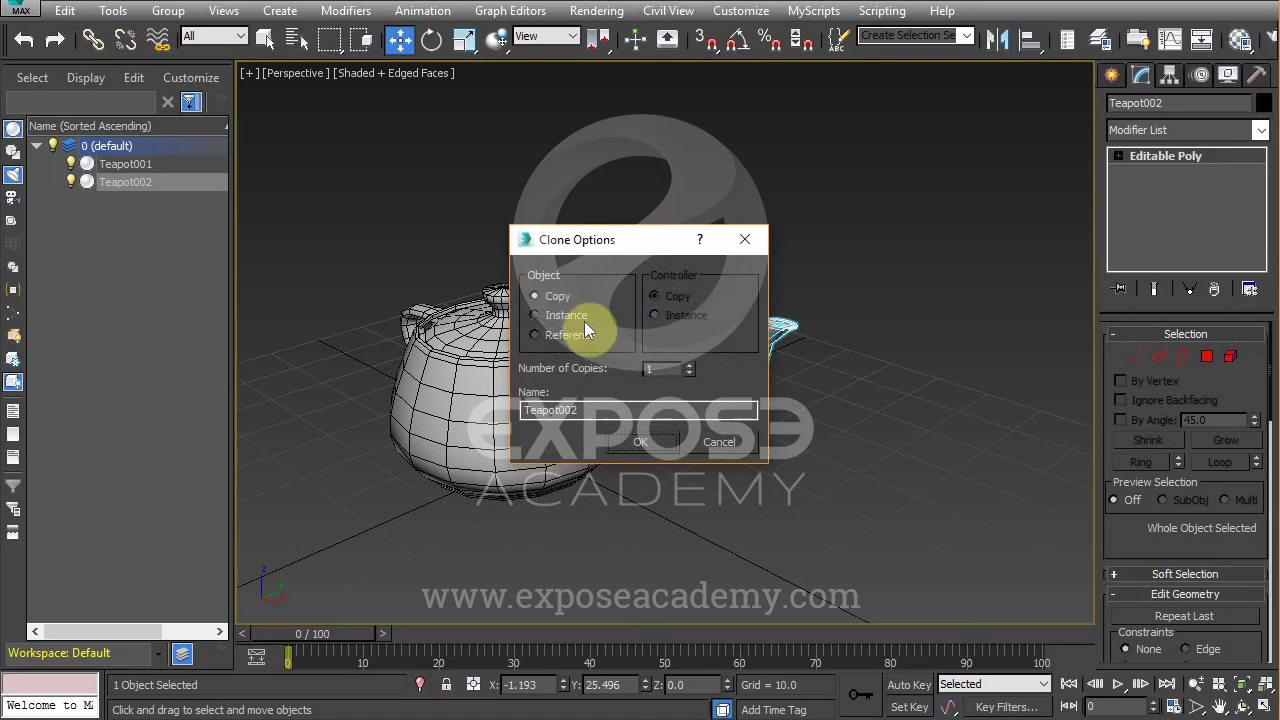 MAX Edit Tools Group Views Create Modifiers Animation Graph Editors Rendering Civil View Customize MyScripts Scripting Help
All View 3 % ABC Create Selection Se
Select Display Edit Customize
[+] [Perspective] [Shaded + Edged Faces]
Teapot002
Name (Sorted Ascending)
Modifier List
0 (default)
Teapot001
Teapot002
Editable Poly
Clone Options ? ×
Object
Controller
Copy
Instance
Copy
Instance
Number of Copies: 1
Name:
Teapot002
OK Cancel
EXPOSE
ACADEMY
www.exposeacademy.com
Selection
By Vertex
Ignore Backfacing
By Angle: 45.0
Shrink Grow
Ring Loop
Preview Selection
Off SubObj Multi
Whole Object Selected
Soft Selection
Edit Geometry
Repeat Last
Constraints
None Edge
z
0 / 100
Workspace: Default
0 10 20 30 40 50 60 70 80 90 100
1 Object Selected X: -1.193 Y: 25.496 Z: 0.0 Grid = 10.0 Auto Key Selected
Welcome to M Click and drag to select and move objects Add Time Tag Set Key Key Filters... 0